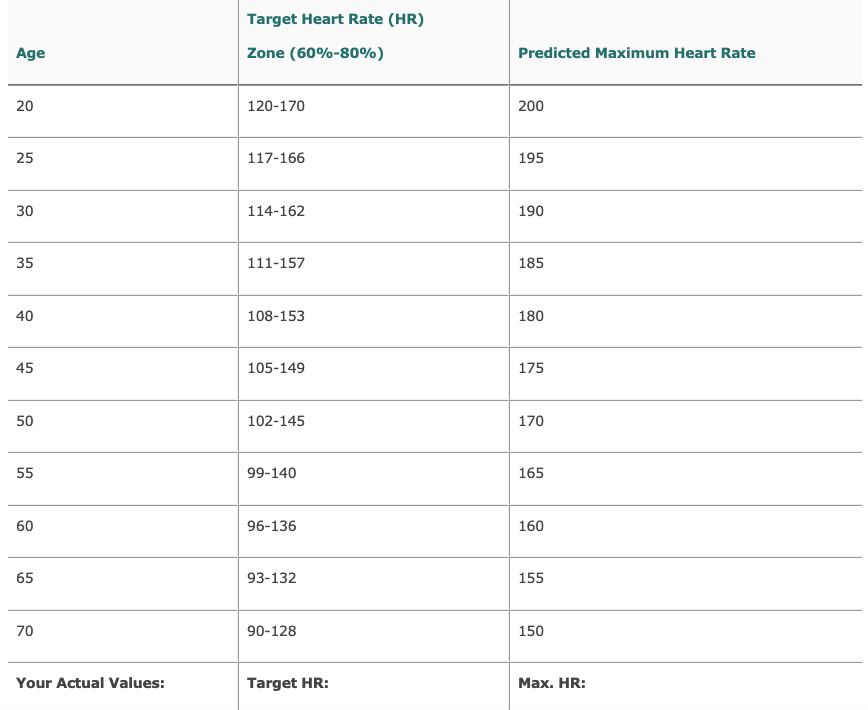 Age
Target Heart Rate (HR)
Zone (60%-80%)
Predicted Maximum Heart Rate
20 120-170 200
25 117-166 195
30 114-162 190
35 111-157 185
40 108-153 180
45 105-149 175
50 102-145 170
55 99-140 165
60 96-136 160
65 93-132 155
70 90-128 150
Your Actual Values: Target HR: Max. HR: